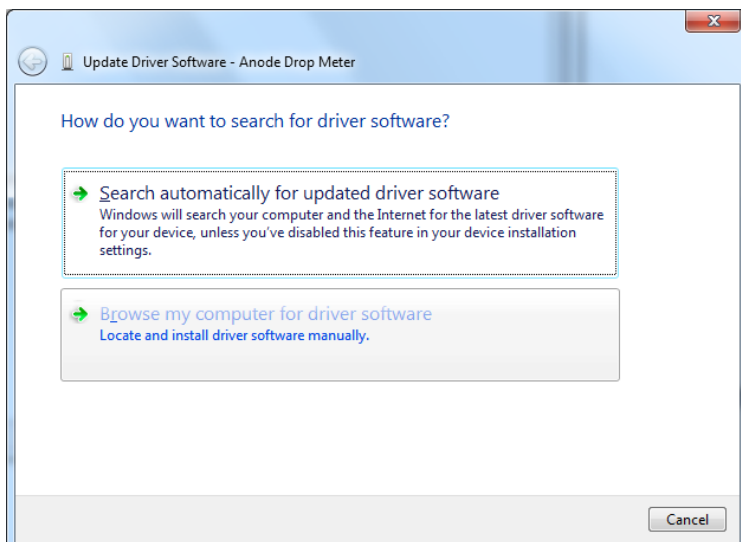 Update Driver Software - Anode Drop Meter
How do you want to search for driver software?
Search automatically for updated driver software
Windows will search your computer and the Internet for the latest driver software
for your device, unless you've disabled this feature in your device installation
settings.
Browse my computer for driver software
Locate and install driver software manually.
Cancel